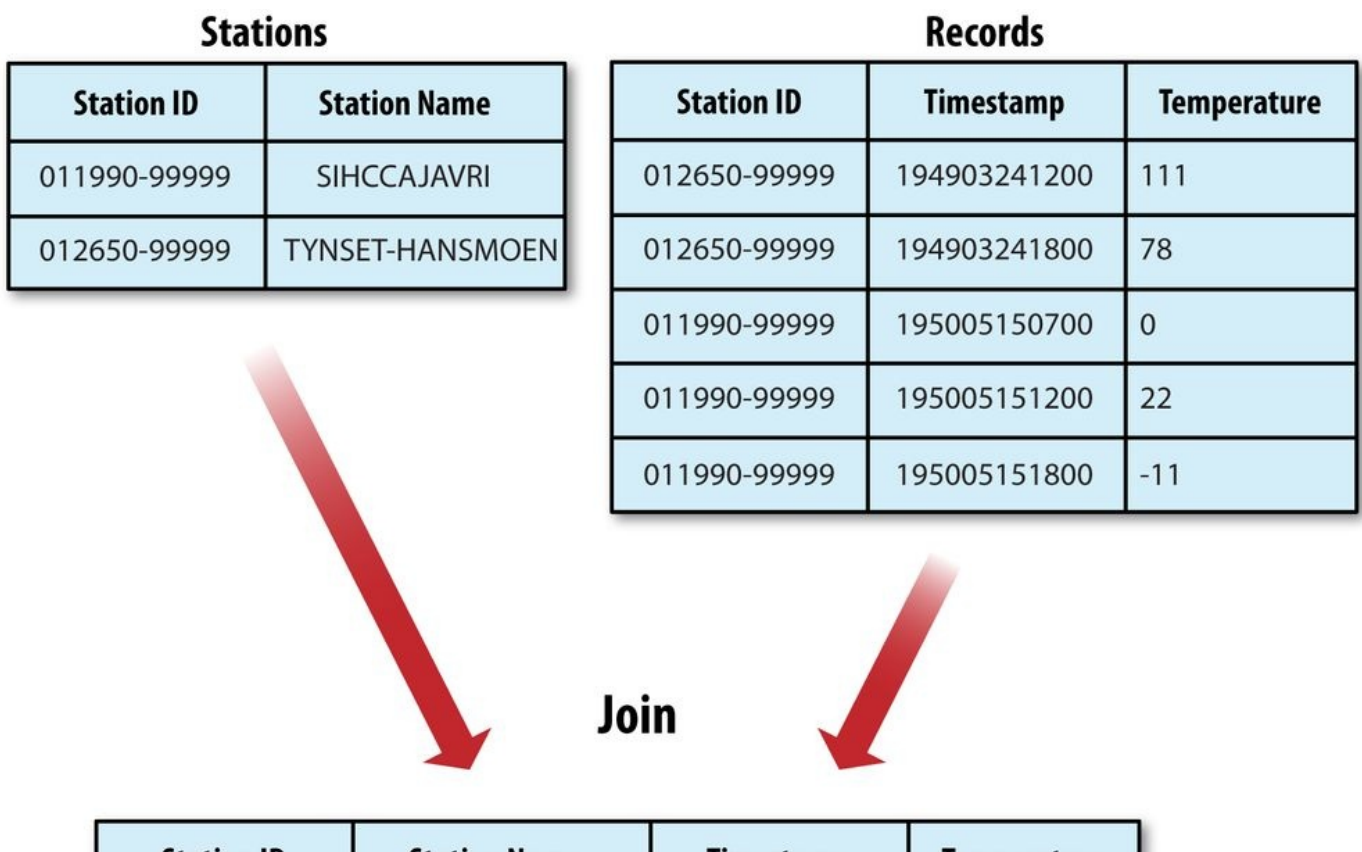 Stations
Station ID Station Name
011990-99999 SIHCCAJAVRI
012650-99999 TYNSET-HANSMOEN
Records
Station ID Timestamp Temperature
012650-99999 194903241200 111
012650-99999 194903241800 78
011990-99999 195005150700 0
011990-99999 195005151200 22
011990-99999 195005151800 -11
Join